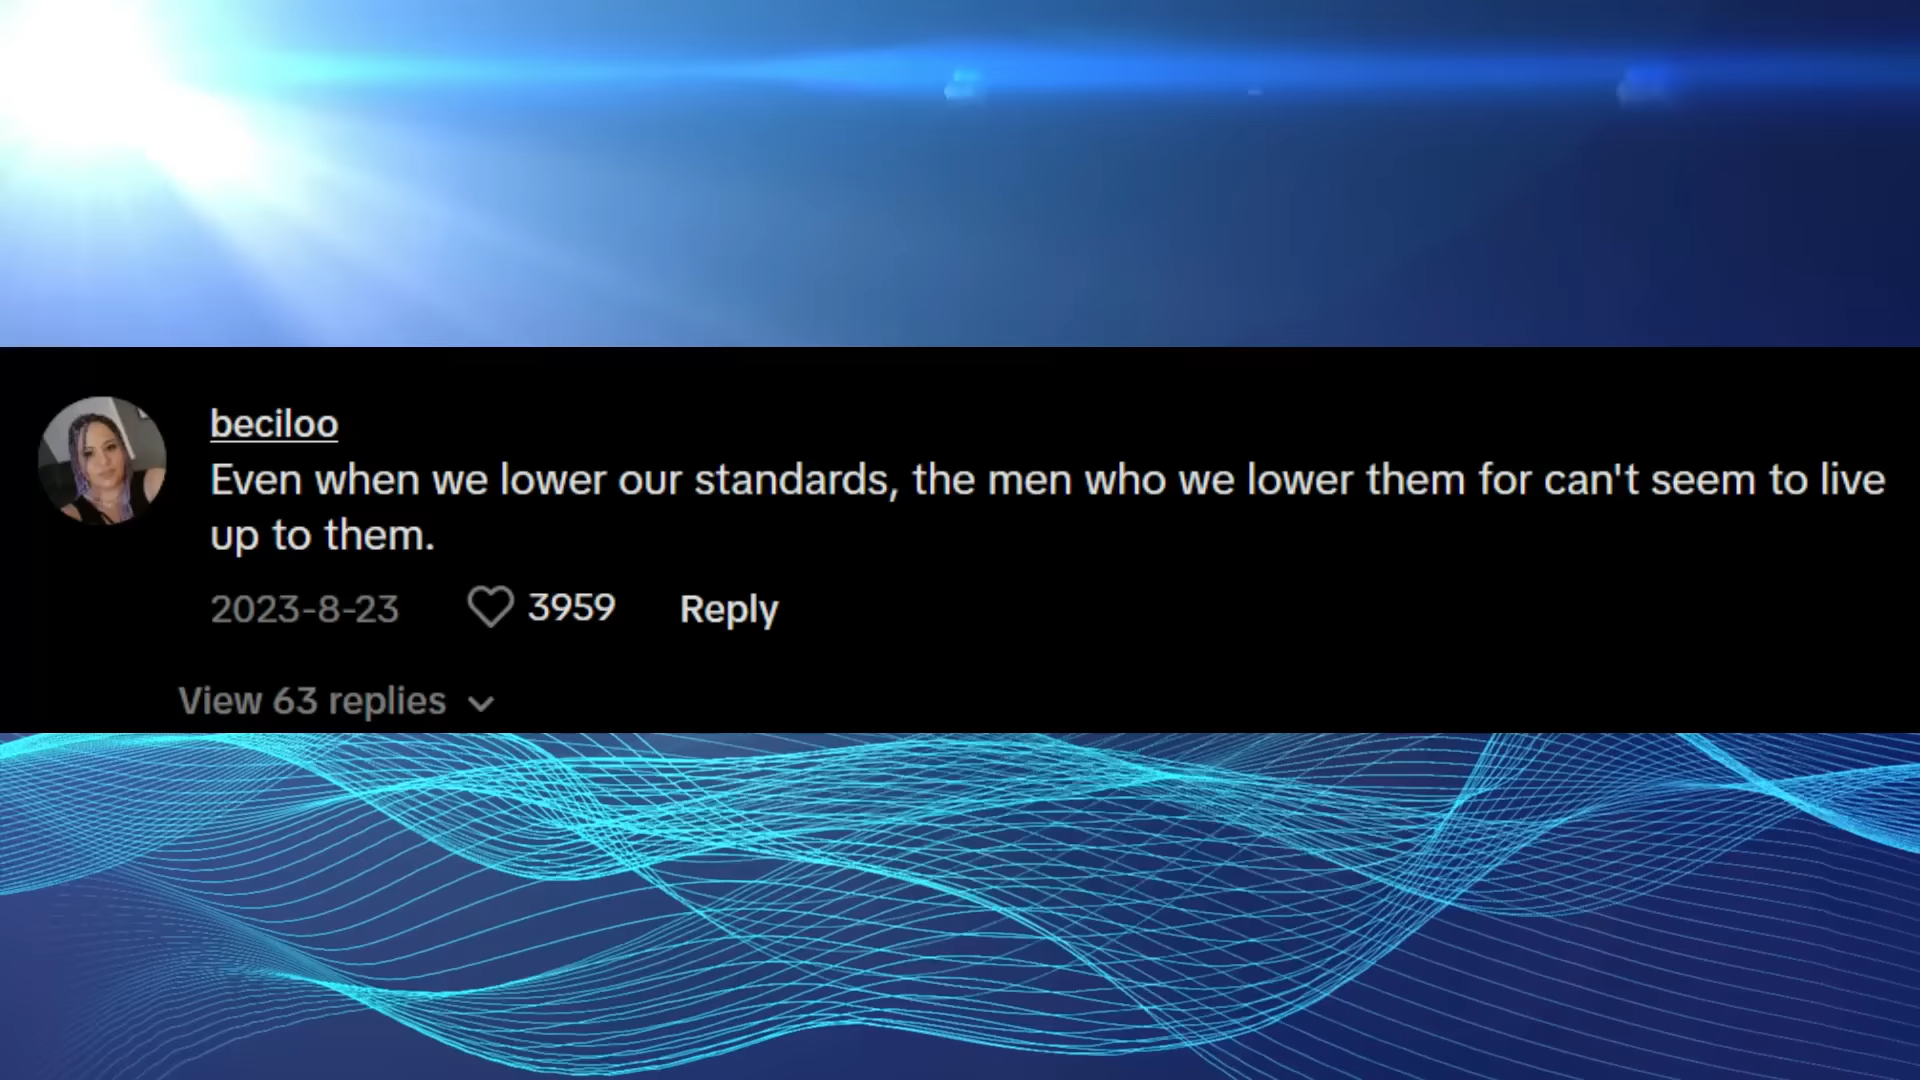 beciloo
Even when we lower our standards, the men who we lower them for can't seem to live
up to them.
2023-8-23 3959 Reply
View 63 replies